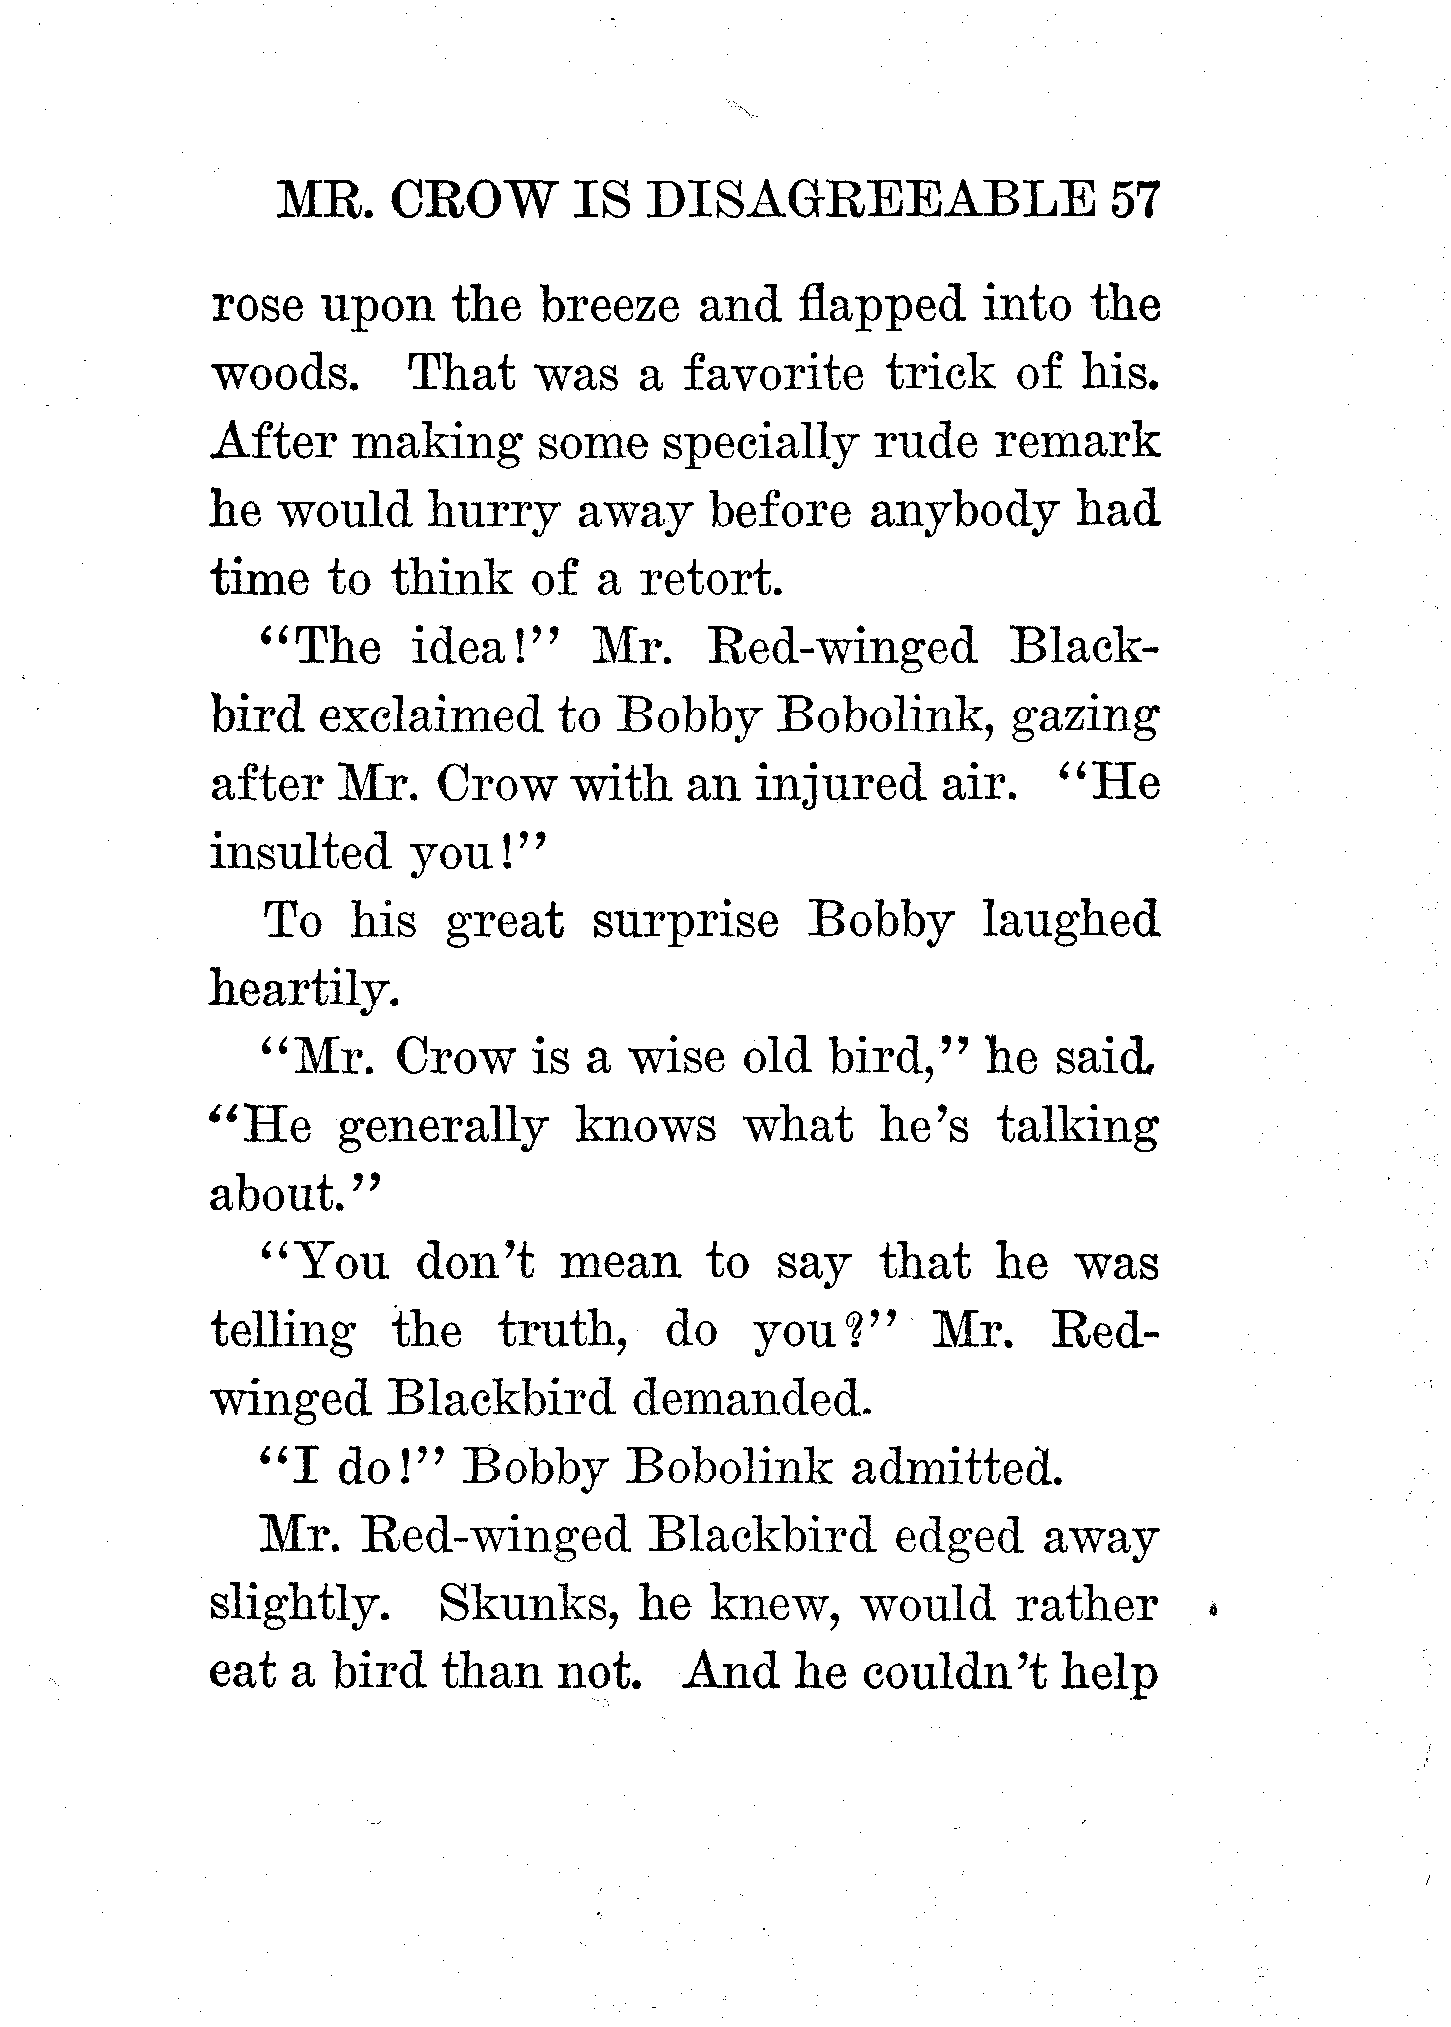 MR. CROW IS DISAGREEABLE 57
rose upon the breeze and flapped into the
woods. That was a favorite trick of his.
After making some specially rude remark
he would hurry away before anybody had
time to think of a retort.
“The idea!” Mr. Red-winged Black-
bird exclaimed to Bobby Bobolink, gazing
after Mr. Crow with an injured air. “He
insulted you!”
To his great surprise Bobby laughed
heartily.
“Mr. Crow is a wise old bird,” he said.
“He generally knows what he’s talking
about.”
“You don’t mean to say that he was
telling the truth, do you?” Mr. Red-
winged Blackbird demanded.
“I do!” Bobby Bobolink admitted.
Mr. Red-winged Blackbird edged away
slightly. Skunks, he knew, would rather
eat a bird than not. And he couldn’t help